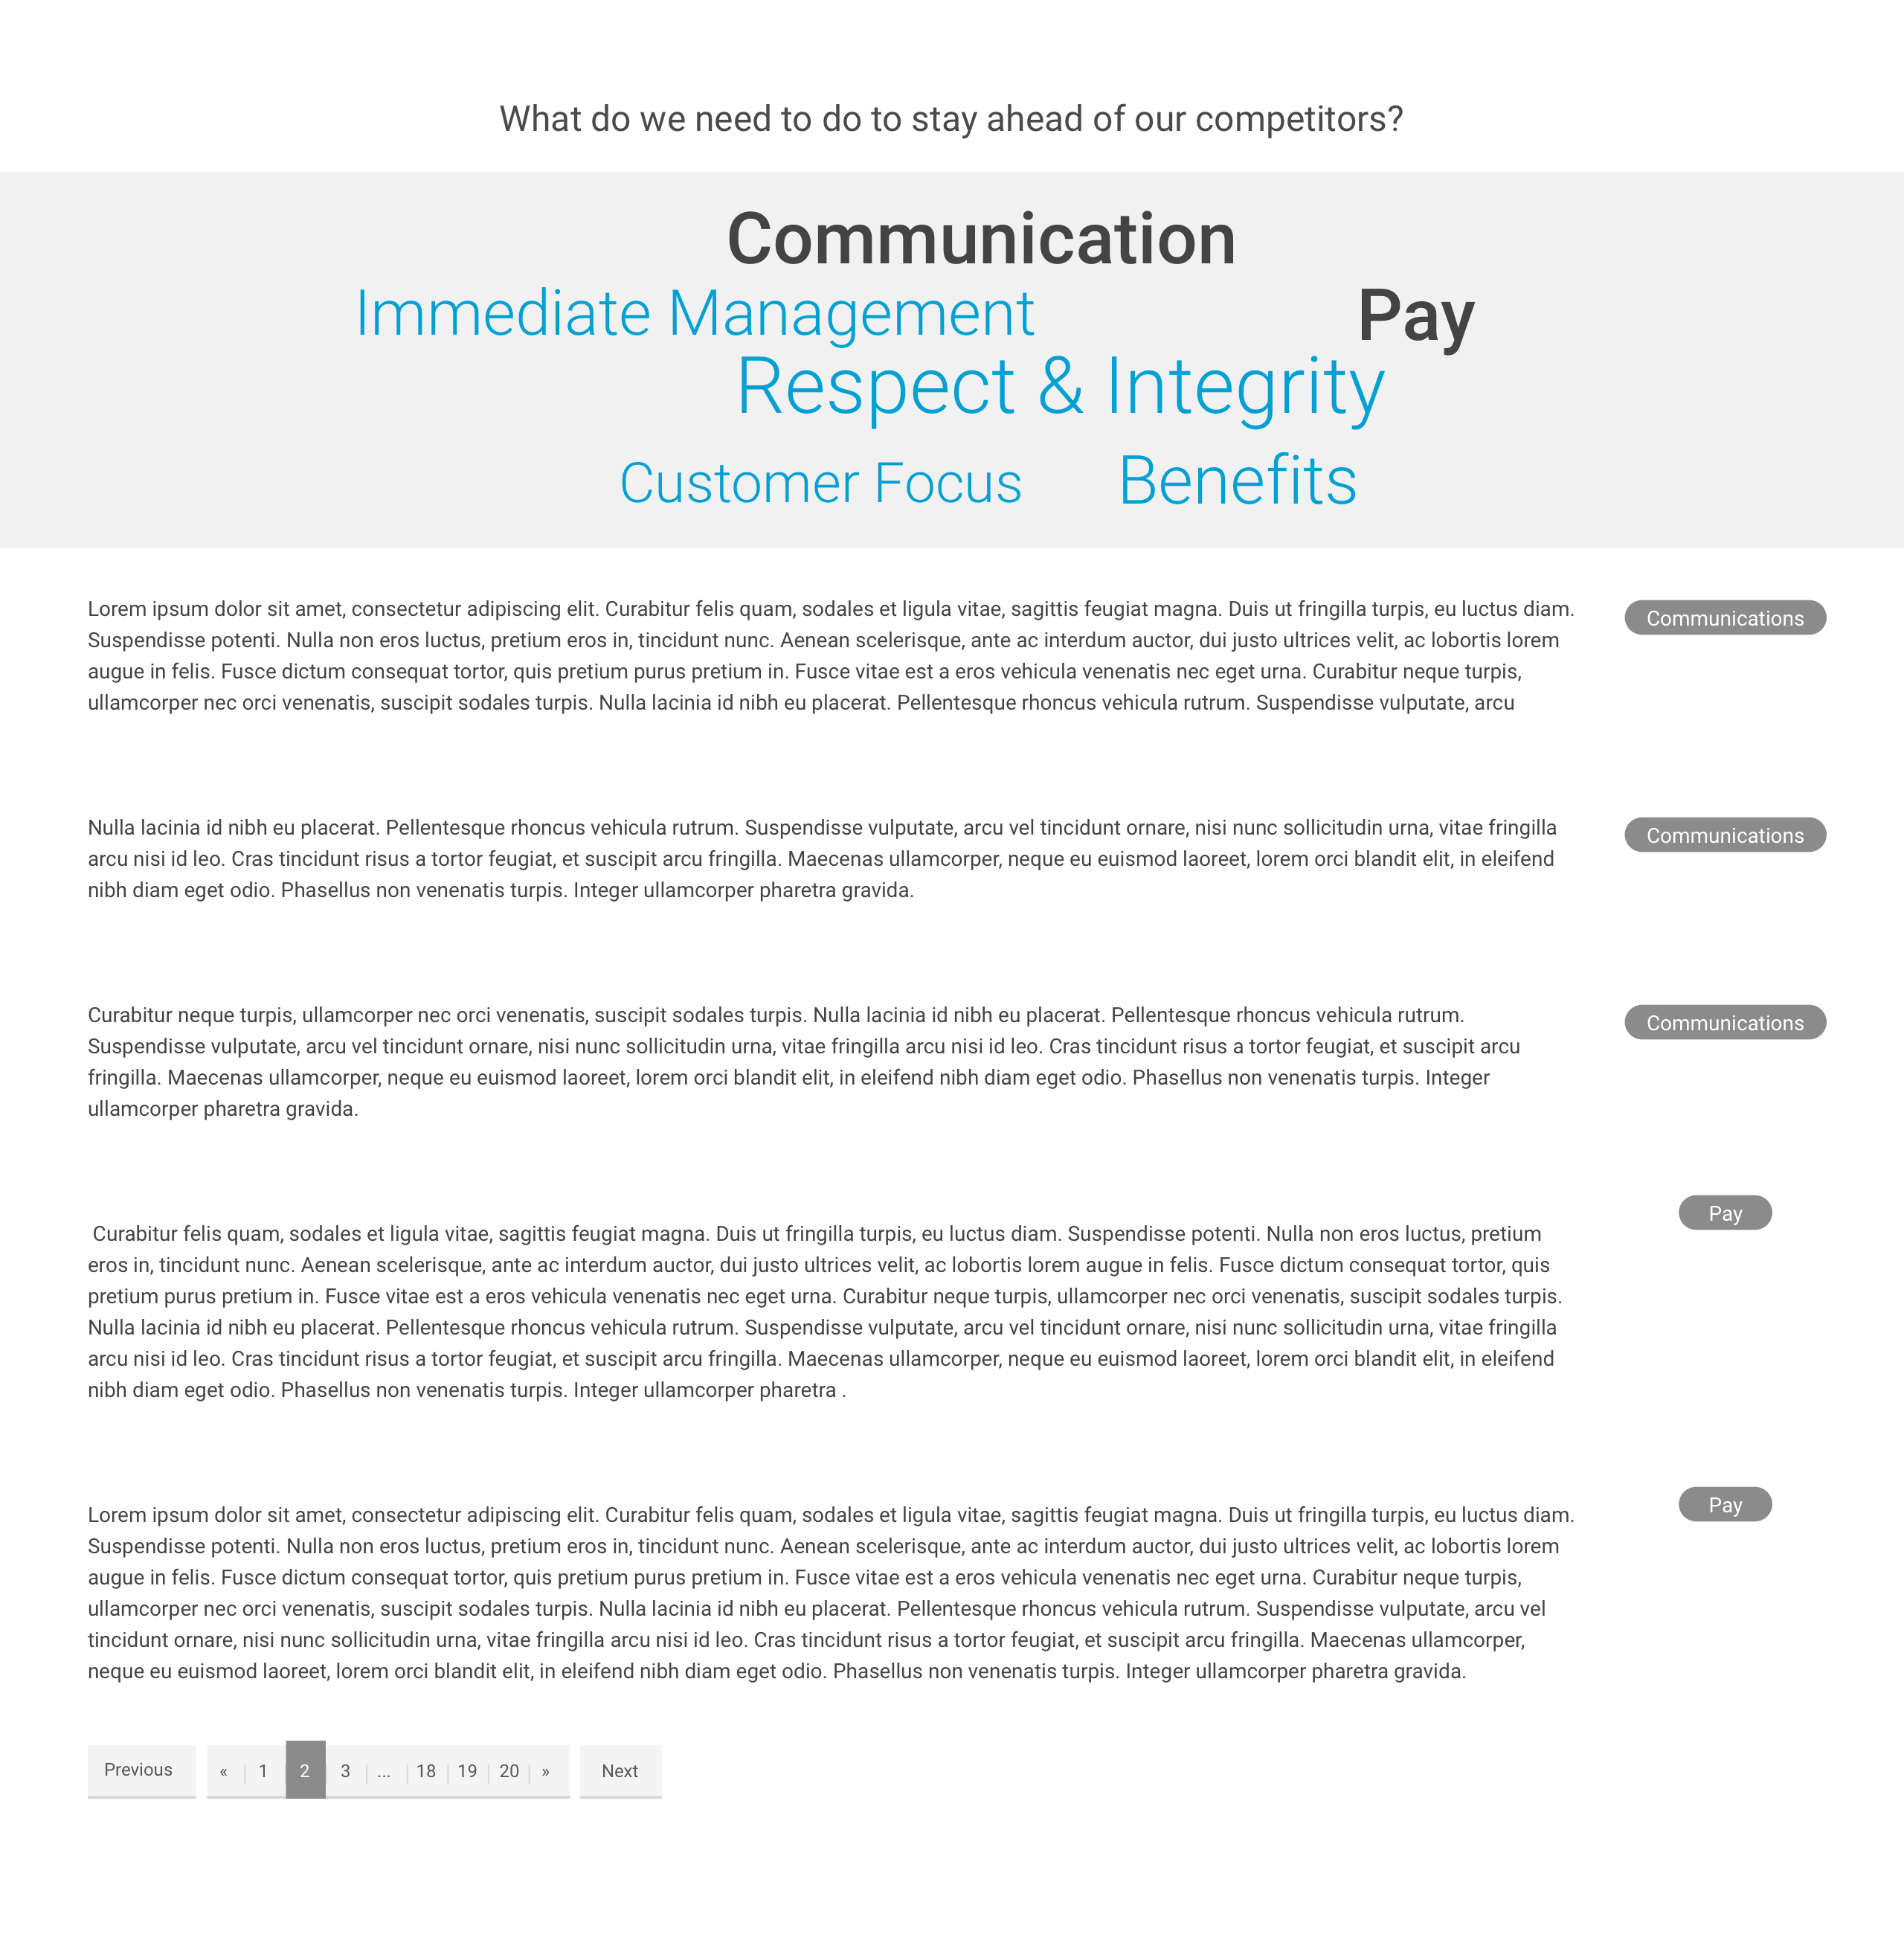 What do we need to do to stay ahead of our competitors?
Communication
Immediate Management
Pay
Respect & Integrity
Customer Focus
Benefits
Lorem ipsum dolor sit amet, consectetur adipiscing elit. Curabitur felis quam, sodales et ligula vitae, sagittis feugiat magna. Duis ut fringilla turpis, eu luctus diam.
Suspendisse potenti. Nulla non eros luctus, pretium eros in, tincidunt nunc. Aenean scelerisque, ante ac interdum auctor, dui justo ultrices velit, ac lobortis lorem
augue in felis. Fusce dictum consequat tortor, quis pretium purus pretium in. Fusce vitae est a eros vehicula venenatis nec eget urna. Curabitur neque turpis,
ullamcorper nec orci venenatis, suscipit sodales turpis. Nulla lacinia id nibh eu placerat. Pellentesque rhoncus vehicula rutrum. Suspendisse vulputate, arcu
Communications
Nulla lacinia id nibh eu placerat. Pellentesque rhoncus vehicula rutrum. Suspendisse vulputate, arcu vel tincidunt ornare, nisi nunc sollicitudin urna, vitae fringilla
arcu nisi id leo. Cras tincidunt risus a tortor feugiat, et suscipit arcu fringilla. Maecenas ullamcorper, neque eu euismod laoreet, lorem orci blandit elit, in eleifend
nibh diam eget odio. Phasellus non venenatis turpis. Integer ullamcorper pharetra gravida.
Communications
Curabitur neque turpis, ullamcorper nec orci venenatis, suscipit sodales turpis. Nulla lacinia id nibh eu placerat. Pellentesque rhoncus vehicula rutrum.
Suspendisse vulputate, arcu vel tincidunt ornare, nisi nunc sollicitudin urna, vitae fringilla arcu nisi id leo. Cras tincidunt risus a tortor feugiat, et suscipit arcu
fringilla. Maecenas ullamcorper, neque eu euismod laoreet, lorem orci blandit elit, in eleifend nibh diam eget odio. Phasellus non venenatis turpis. Integer
ullamcorper pharetra gravida.
Communications
Curabitur felis quam, sodales et ligula vitae, sagittis feugiat magna. Duis ut fringilla turpis, eu luctus diam. Suspendisse potenti. Nulla non eros luctus, pretium
eros in, tincidunt nunc. Aenean scelerisque, ante ac interdum auctor, dui justo ultrices velit, ac lobortis lorem augue in felis. Fusce dictum consequat tortor, quis
pretium purus pretium in. Fusce vitae est a eros vehicula venenatis nec eget urna. Curabitur neque turpis, ullamcorper nec orci venenatis, suscipit sodales turpis.
Nulla lacinia id nibh eu placerat. Pellentesque rhoncus vehicula rutrum. Suspendisse vulputate, arcu vel tincidunt ornare, nisi nunc sollicitudin urna, vitae fringilla
arcu nisi id leo. Cras tincidunt risus a tortor feugiat, et suscipit arcu fringilla. Maecenas ullamcorper, neque eu euismod laoreet, lorem orci blandit elit, in eleifend
nibh diam eget odio. Phasellus non venenatis turpis. Integer ullamcorper pharetra .
Pay
Lorem ipsum dolor sit amet, consectetur adipiscing elit. Curabitur felis quam, sodales et ligula vitae, sagittis feugiat magna. Duis ut fringilla turpis, eu luctus diam.
Suspendisse potenti. Nulla non eros luctus, pretium eros in, tincidunt nunc. Aenean scelerisque, ante ac interdum auctor, dui justo ultrices velit, ac lobortis lorem
augue in felis. Fusce dictum consequat tortor, quis pretium purus pretium in. Fusce vitae est a eros vehicula venenatis nec eget urna. Curabitur neque turpis,
ullamcorper nec orci venenatis, suscipit sodales turpis. Nulla lacinia id nibh eu placerat. Pellentesque rhoncus vehicula rutrum. Suspendisse vulputate, arcu vel
tincidunt ornare, nisi nunc sollicitudin urna, vitae fringilla arcu nisi id leo. Cras tincidunt risus a tortor feugiat, et suscipit arcu fringilla. Maecenas ullamcorper,
neque eu euismod laoreet, lorem orci blandit elit, in eleifend nibh diam eget odio. Phasellus non venenatis turpis. Integer ullamcorper pharetra gravida.
Pay
Previous « 1 2 3 ... 18 19 20 » Next